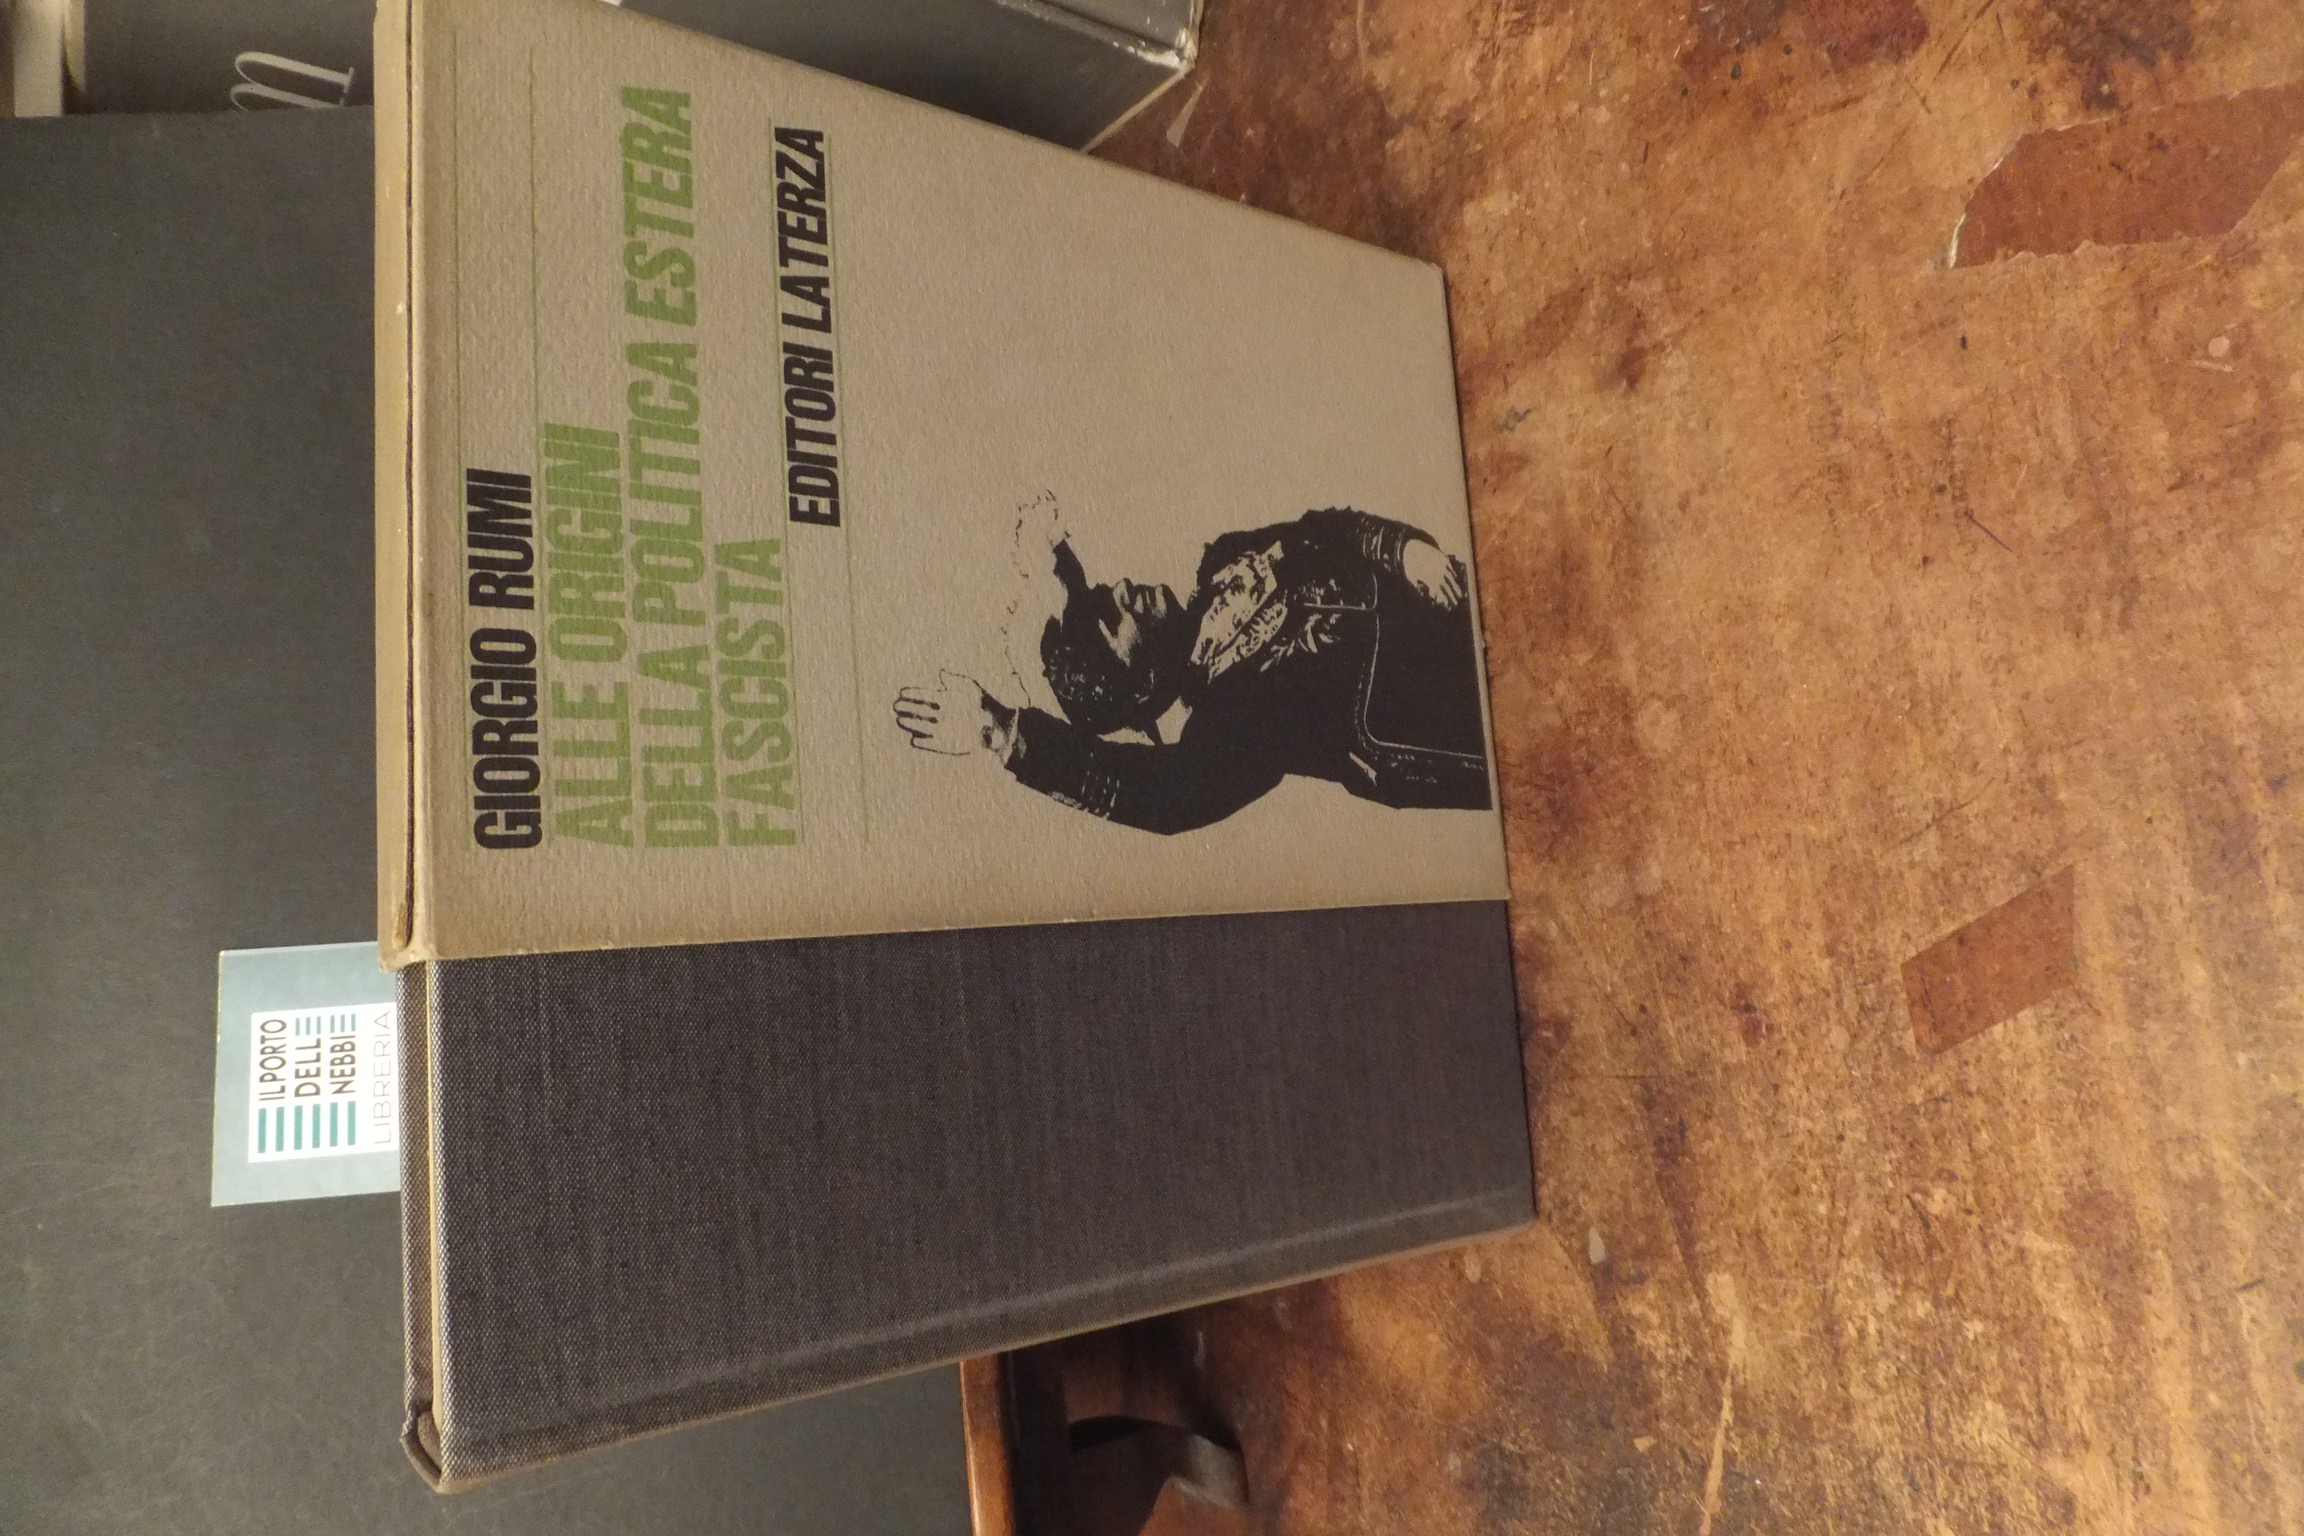 GIORGIO RUMI
ALLE ORIGINI
DELLA POLITICA ESTERA
FASCISTA
EDITORI LATERZA
IL PORTO
DELLE
NEBBIE
LIBRERIA
n